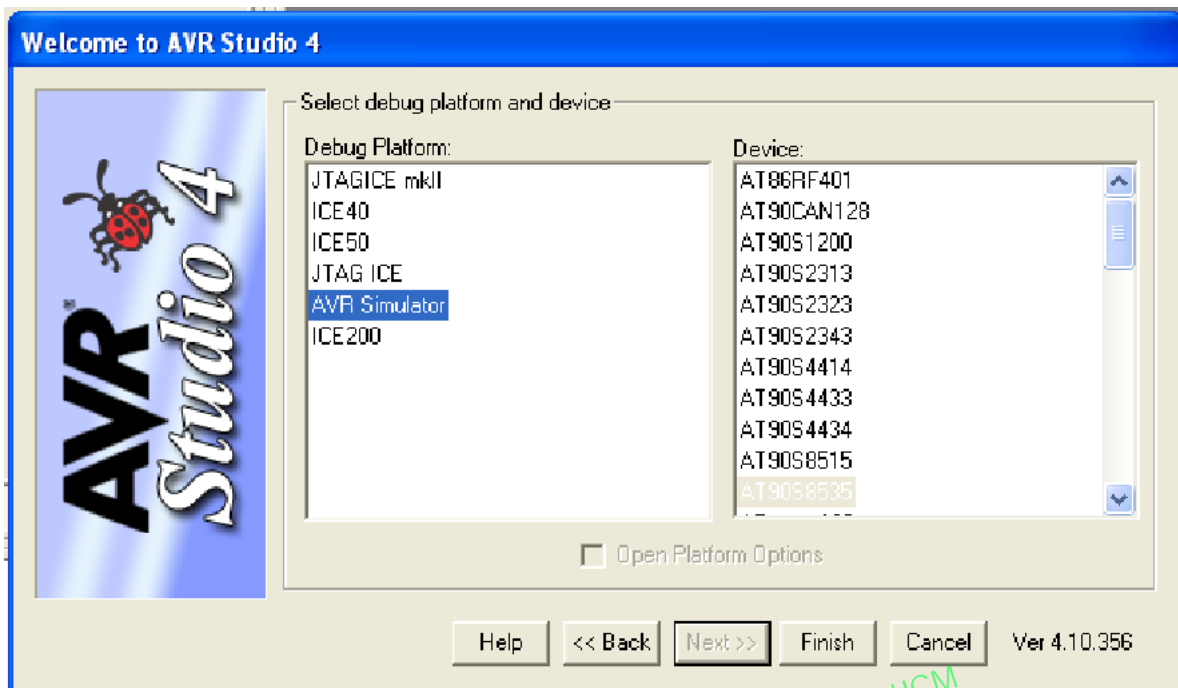 Welcome to AVR Studio 4
AVR® Studio 4
Select debug platform and device
Debug Platform:
JTAGICE mkII
ICE40
ICE50
JTAG ICE
AVR Simulator
ICE200
Device:
AT86RF401
AT90CAN128
AT90S1200
AT90S2313
AT90S2323
AT90S2343
AT90S4414
AT90S4433
AT90S4434
AT90S8515
AT90S8535
Open Platform Options
Help
<< Back
Next >>
Finish
Cancel
Ver 4.10.356